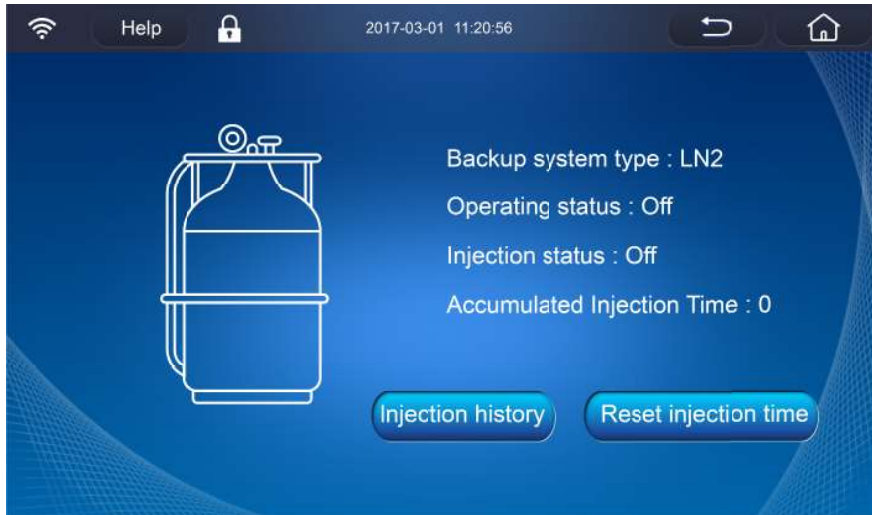 Help 2017-03-01 11:20:56
Backup system type : LN2
Operating status : Off
Injection status : Off
Accumulated Injection Time : 0
Injection history Reset injection time